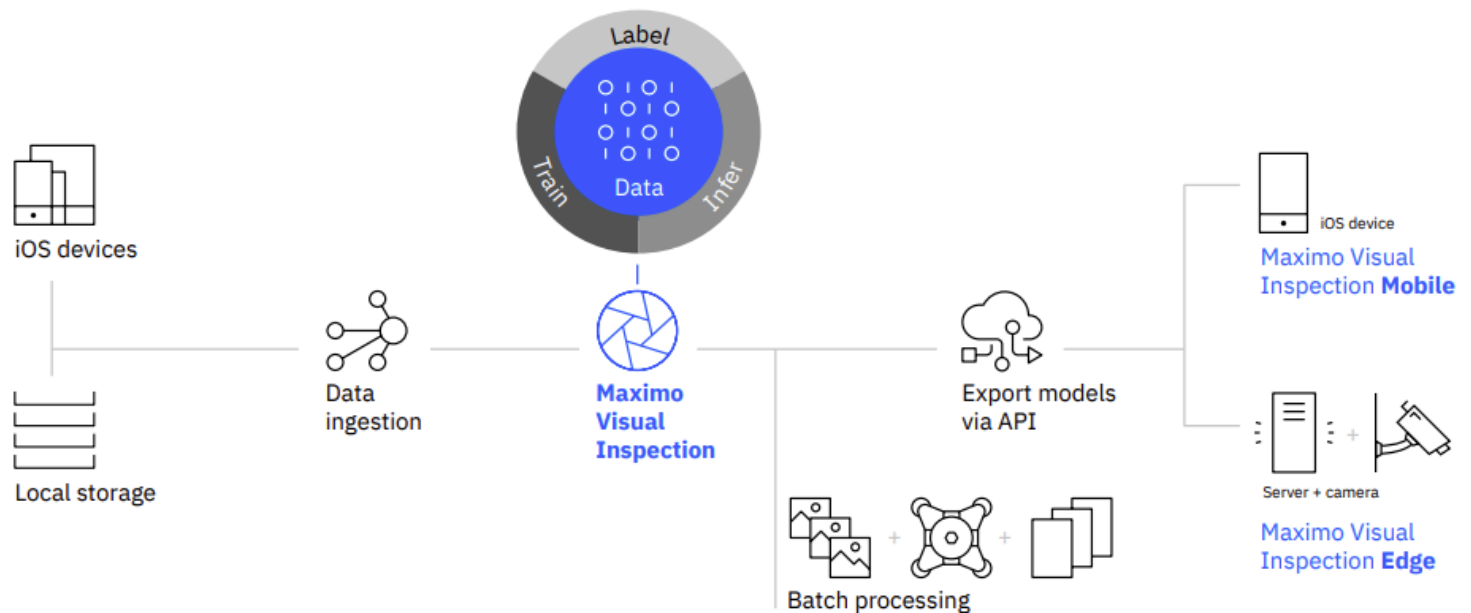 Label
Train
Infer
Data
iOS devices
Local storage
Data
ingestion
Maximo
Visual
Inspection
Export models
via API
Batch processing
iOS device
Maximo Visual
Inspection Mobile
Server + camera
Maximo Visual
Inspection Edge